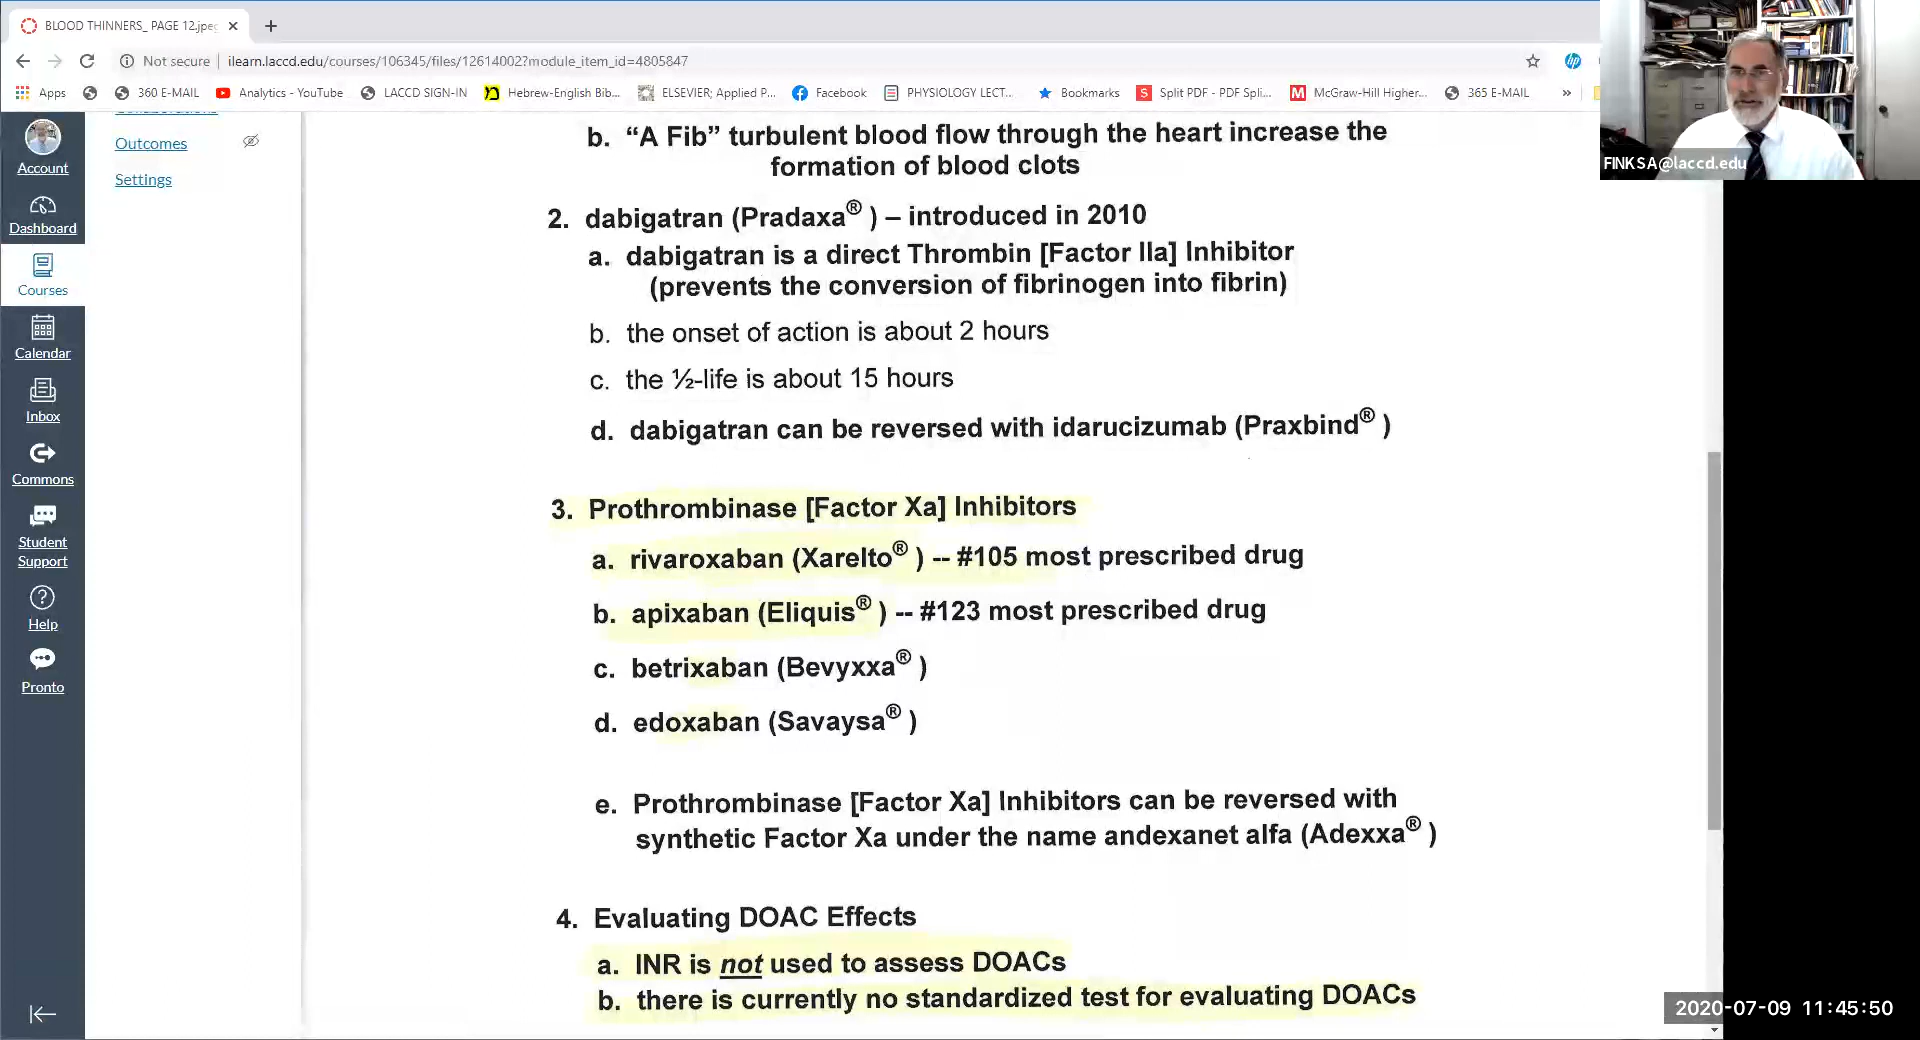 BLOOD THINNERS_ PAGE 12.jpe
Not secure | ilearn.laccd.edu/courses/106345/files/12614002?module_item_id=4805847
Apps 360 E-MAIL Analytics - YouTube LACCD SIGN-IN Hebrew-English Bib... ELSEVIER; Applied P... Facebook PHYSIOLOGY LECT... Bookmarks Split PDF - PDF Spli... McGraw-Hill Higher... 365 E-MAIL »
FINKSA@laccd.edu
Account
Dashboard
Courses
Calendar
Inbox
Commons
Student
Support
Help
Pronto
Collaborations
Outcomes
Settings
b. “A Fib” turbulent blood flow through the heart increase the
formation of blood clots
2. dabigatran (Pradaxa® ) – introduced in 2010
a. dabigatran is a direct Thrombin [Factor IIa] Inhibitor
(prevents the conversion of fibrinogen into fibrin)
b. the onset of action is about 2 hours
c. the ½-life is about 15 hours
d. dabigatran can be reversed with idarucizumab (Praxbind® )
3. Prothrombinase [Factor Xa] Inhibitors
a. rivaroxaban (Xarelto® ) -- #105 most prescribed drug
b. apixaban (Eliquis® ) -- #123 most prescribed drug
c. betrixaban (Bevyxxa® )
d. edoxaban (Savaysa® )
e. Prothrombinase [Factor Xa] Inhibitors can be reversed with
synthetic Factor Xa under the name andexanet alfa (Adexxa® )
4. Evaluating DOAC Effects
a. INR is not used to assess DOACs
b. there is currently no standardized test for evaluating DOACs
2020-07-09 11:45:50